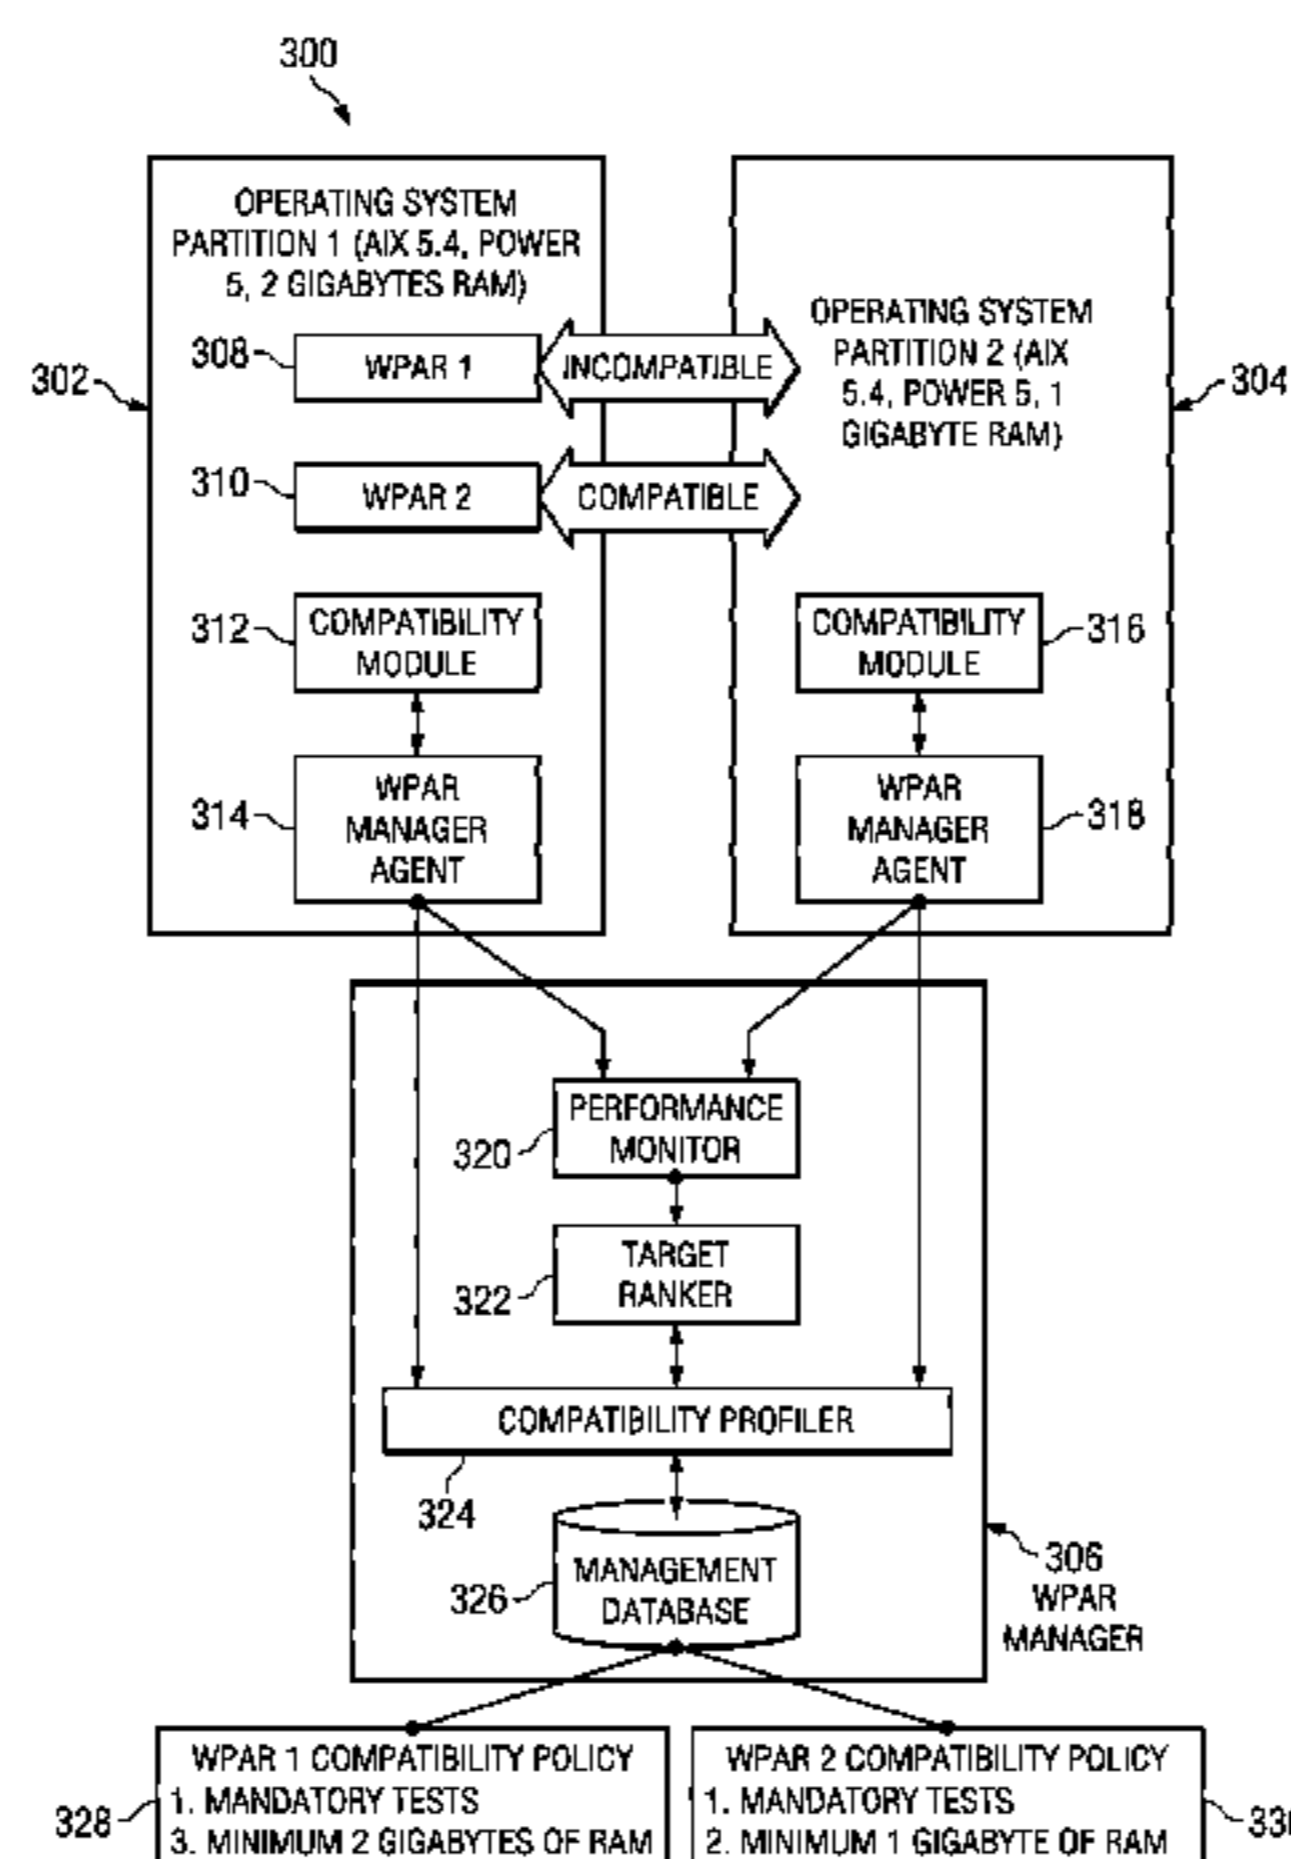 300
OPERATING SYSTEM
PARTITION 1 (AIX 5.4, POWER
5, 2 GIGABYTES RAM)
OPERATING SYSTEM
PARTITION 2 (AIX
5.4, POWER 5, 1
GIGABYTE RAM)
302
304
308
WPAR 1
INCOMPATIBLE
310
WPAR 2
COMPATIBLE
312
COMPATIBILITY
MODULE
COMPATIBILITY
MODULE
316
314
WPAR
MANAGER
AGENT
WPAR
MANAGER
AGENT
318
320
PERFORMANCE
MONITOR
322
TARGET
RANKER
COMPATIBILITY PROFILER
324
326
MANAGEMENT
DATABASE
306
WPAR
MANAGER
328
WPAR 1 COMPATIBILITY POLICY
1. MANDATORY TESTS
3. MINIMUM 2 GIGABYTES OF RAM
WPAR 2 COMPATIBILITY POLICY
1. MANDATORY TESTS
2. MINIMUM 1 GIGABYTE OF RAM